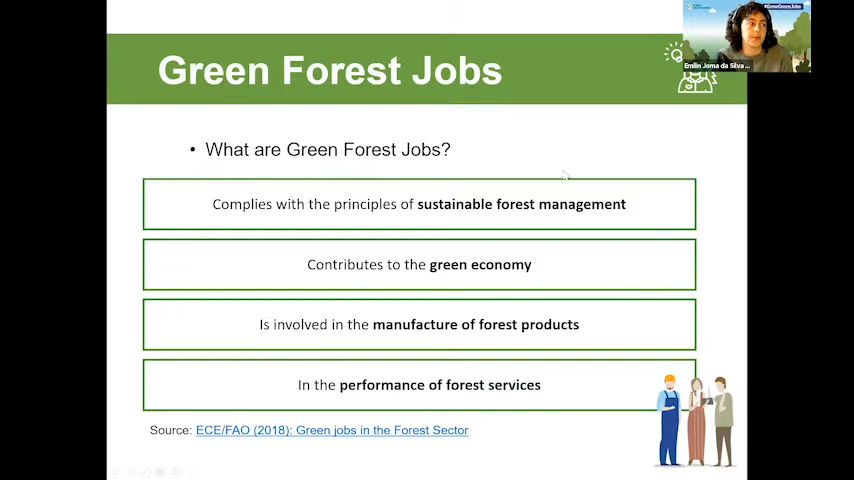 #GrowGreenJobs
Emilin Joma da Silva ...
Green Forest Jobs
• What are Green Forest Jobs?
Complies with the principles of sustainable forest management
Contributes to the green economy
Is involved in the manufacture of forest products
In the performance of forest services
Source: ECE/FAO (2018): Green jobs in the Forest Sector